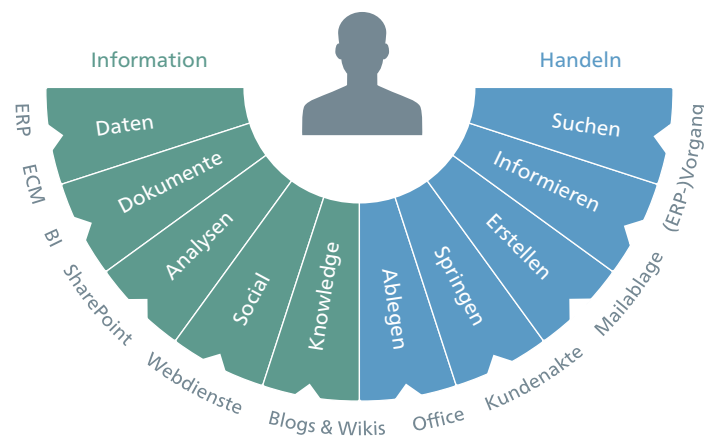 Information
Handeln
Daten
Dokumente
Analysen
Social
Knowledge
Ablegen
Springen
Erstellen
Informieren
Suchen
ERP
ECM
BI
SharePoint
Webdienste
Blogs & Wikis
Office
Kundenakte
Mailablage
(ERP-)Vorgang